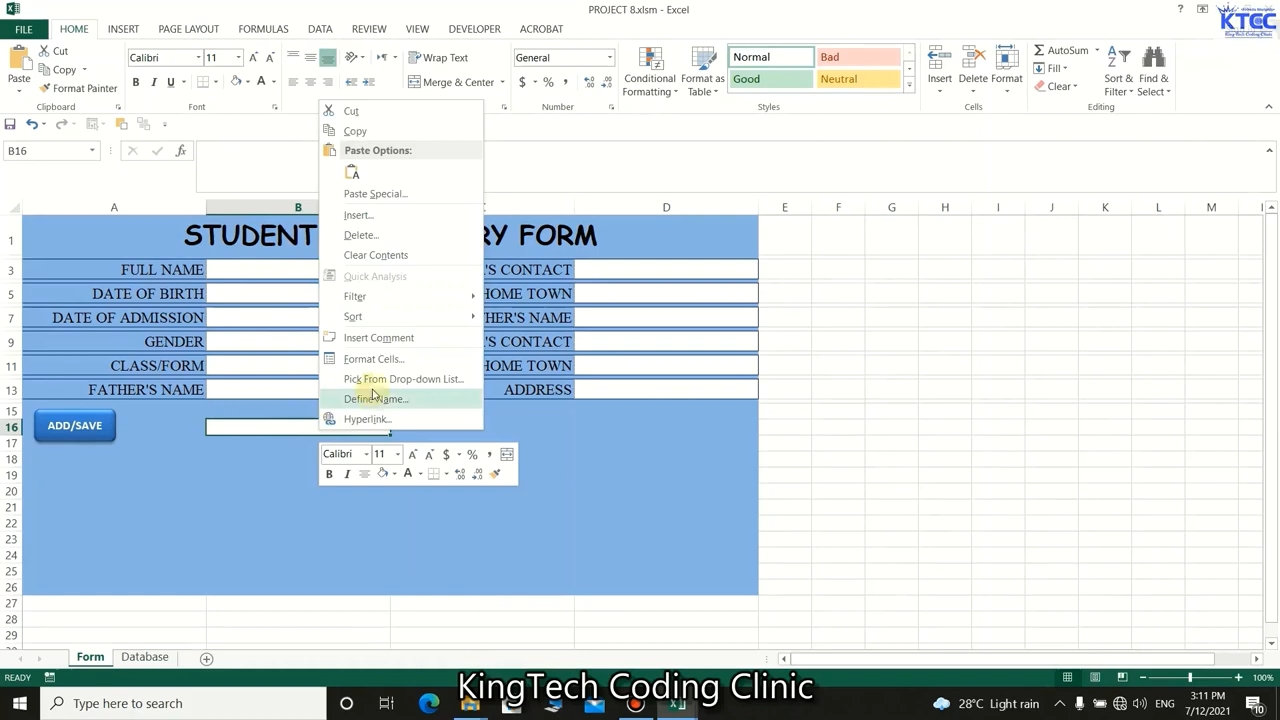 PROJECT 8.xlsm - Excel
KTCC
King-Tech Coding Clinic
FILE HOME INSERT PAGE LAYOUT FORMULAS DATA REVIEW VIEW DEVELOPER ACROBAT
Paste
Cut
Copy
Format Painter
Clipboard
Calibri 11
B I U
Font
Wrap Text
Merge & Center
General
$ % ,
Number
Conditional Formatting
Format as Table
Normal Bad
Good Neutral
Styles
Insert Delete Format
Cells
AutoSum
Fill
Clear
Sort & Filter
Find & Select
Editing
B16
fx
A B D E F G H I J K L M
1 STUDENT RY FORM
3 FULL NAME 'S CONTACT
5 DATE OF BIRTH HOME TOWN
7 DATE OF ADMISSION HER'S NAME
9 GENDER 'S CONTACT
11 CLASS/FORM HOME TOWN
13 FATHER'S NAME ADDRESS
15
16 ADD/SAVE
17
18
19
20
21
22
23
24
25
26
27
28
29
Cut
Copy
Paste Options:
Paste Special...
Insert...
Delete...
Clear Contents
Quick Analysis
Filter
Sort
Insert Comment
Format Cells...
Pick From Drop-down List...
Define Name...
Hyperlink...
Calibri 11 A A $ % ,
B I A
Form Database
READY 100%
KingTech Coding Clinic
Type here to search
28°C Light rain
ENG
3:11 PM
7/12/2021